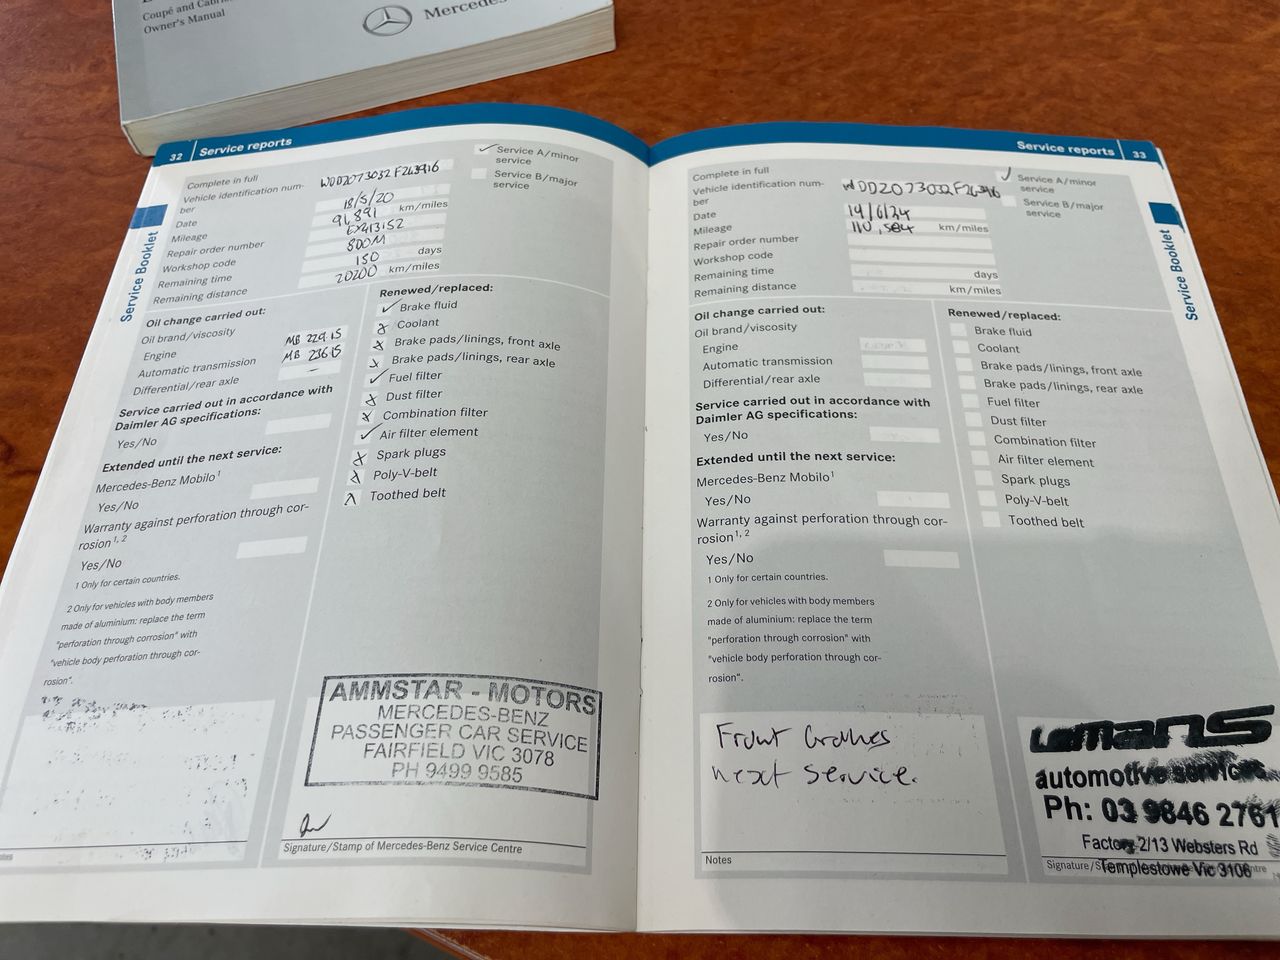 Coupé and
Owner's Manual
Mercedes
32 Service reports
Complete in full
Vehicle identification num-
ber
WDD2073032F263916
Date 18/5/20
Mileage 91,891 km/miles
Repair order number
Workshop code 800M
Remaining time 150 days
Remaining distance 20200 km/miles
✓ Service A/minor
service
Service B/major
service
Service Booklet
Oil change carried out:
Oil brand/viscosity
Engine MB 229.15
Automatic transmission MB 236.15
Differential/rear axle –
Service carried out in accordance with
Daimler AG specifications:
Yes/No
Extended until the next service:
Mercedes-Benz Mobilo¹
Yes/No
Warranty against perforation through cor-
rosion¹, ²
Yes/No
1 Only for certain countries.
2 Only for vehicles with body members
made of aluminium: replace the term
"perforation through corrosion" with
"vehicle body perforation through cor-
rosion".
Renewed/replaced:
✓ Brake fluid
x Coolant
x Brake pads/linings, front axle
x Brake pads/linings, rear axle
✓ Fuel filter
x Dust filter
x Combination filter
✓ Air filter element
x Spark plugs
x Poly-V-belt
x Toothed belt
AMMSTAR - MOTORS
MERCEDES-BENZ
PASSENGER CAR SERVICE
FAIRFIELD VIC 3078
PH 9499 9585
Signature/Stamp of Mercedes-Benz Service Centre
Service reports 33
Complete in full
Vehicle identification num-
ber
WDD2073032F263916
Date 19/6/24
Mileage 110,584 km/miles
Repair order number
Workshop code
Remaining time days
Remaining distance km/miles
✓ Service A/minor
service
Service B/major
service
Service Booklet
Oil change carried out:
Oil brand/viscosity
Engine
Automatic transmission
Differential/rear axle
Service carried out in accordance with
Daimler AG specifications:
Yes/No
Extended until the next service:
Mercedes-Benz Mobilo¹
Yes/No
Warranty against perforation through cor-
rosion¹, ²
Yes/No
1 Only for certain countries.
2 Only for vehicles with body members
made of aluminium: replace the term
"perforation through corrosion" with
"vehicle body perforation through cor-
rosion".
Renewed/replaced:
Brake fluid
Coolant
Brake pads/linings, front axle
Brake pads/linings, rear axle
Fuel filter
Dust filter
Combination filter
Air filter element
Spark plugs
Poly-V-belt
Toothed belt
Front brakes
next service.
Notes
Lemans
automotive services
Ph: 03 9846 2761
Factory 2/13 Websters Rd
Templestowe Vic 3106